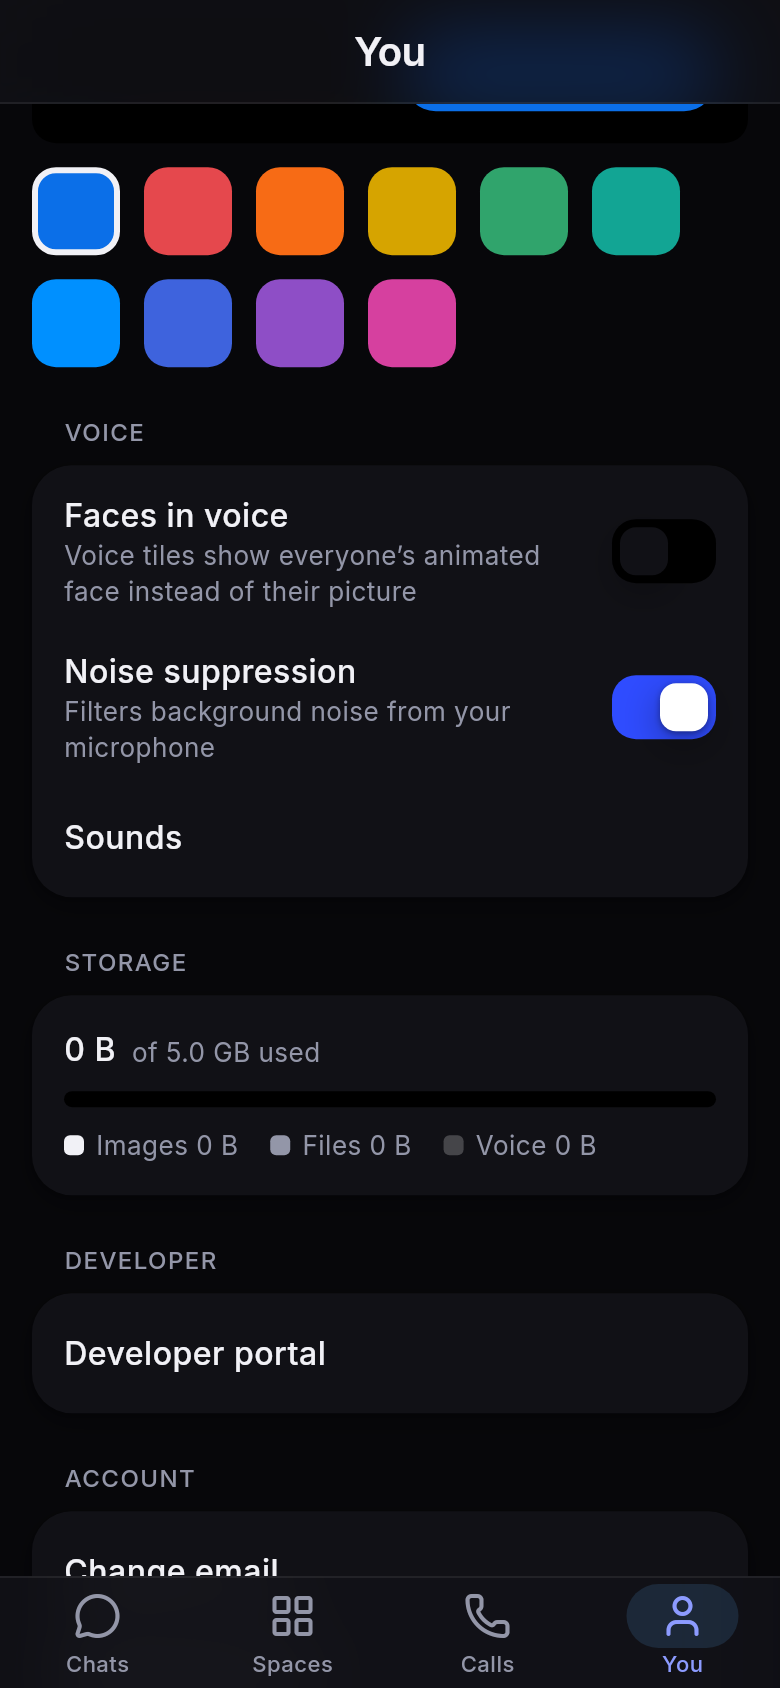 You
VOICE
Faces in voice
Voice tiles show everyone’s animated
face instead of their picture
Noise suppression
Filters background noise from your
microphone
Sounds
STORAGE
0 B of 5.0 GB used
Images 0 B Files 0 B Voice 0 B
DEVELOPER
Developer portal
ACCOUNT
Change email
Chats Spaces Calls You